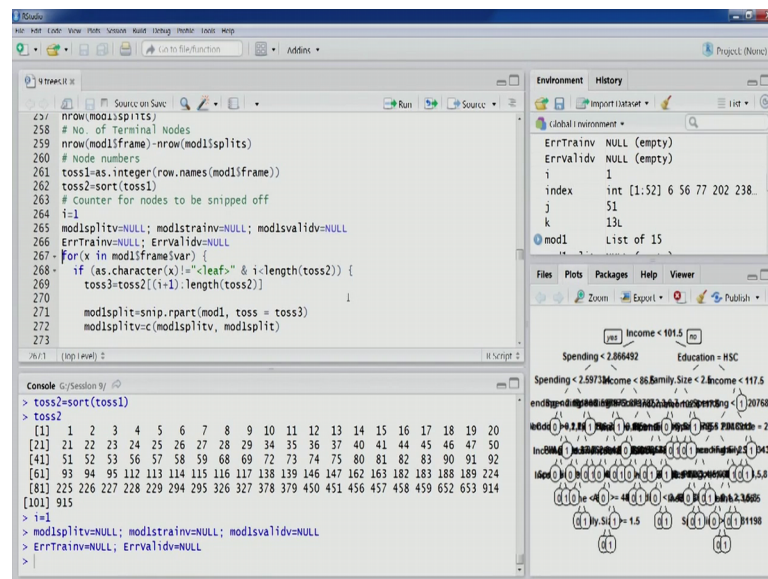 RStudio
File Edit Code View Plots Session Build Debug Profile Tools Help
Go to file/function
Addins
Project: (None)
9 trees.R
Source on Save
Run
Source
257 nrow(mod1$splits)
258 # No. of Terminal Nodes
259 nrow(mod1$frame)-nrow(mod1$splits)
260 # Node numbers
261 toss1=as.integer(row.names(mod1$frame))
262 toss2=sort(toss1)
263 # Counter for nodes to be snipped off
264 i=1
265 mod1splitv=NULL; mod1strainv=NULL; mod1svalidv=NULL
266 ErrTrainv=NULL; ErrValidv=NULL
267 for(x in mod1$frame$var) {
268 if (as.character(x)!="<leaf>" & i<length(toss2)) {
269 toss3=toss2[(i+1):length(toss2)]
270
271 mod1split=snip.rpart(mod1, toss = toss3)
272 mod1splitv=c(mod1splitv, mod1split)
273
267:1 (Top Level)
R Script
Console G:/Session 9/
> toss2=sort(toss1)
> toss2
[1] 1 2 3 4 5 6 7 8 9 10 11 12 13 14 15 16 17 18 19 20
[21] 21 22 23 24 25 26 27 28 29 34 35 36 37 40 41 44 45 46 47 50
[41] 51 52 53 56 57 58 59 68 69 72 73 74 75 80 81 82 83 90 91 92
[61] 93 94 95 112 113 114 115 116 117 138 139 146 147 162 163 182 183 188 189 224
[81] 225 226 227 228 229 294 295 326 327 378 379 450 451 456 457 458 459 652 653 914
[101] 915
> i=1
> mod1splitv=NULL; mod1strainv=NULL; mod1svalidv=NULL
> ErrTrainv=NULL; ErrValidv=NULL
>
Environment History
Import Dataset
List
Global Environment
ErrTrainv NULL (empty)
ErrValidv NULL (empty)
i 1
index int [1:52] 6 56 77 202 238...
j 51
k 13L
mod1 List of 15
Files Plots Packages Help Viewer
Zoom Export Publish
yes Income < 101.5 no
Spending < 2.866492 Education = HSC
Income < 117.5